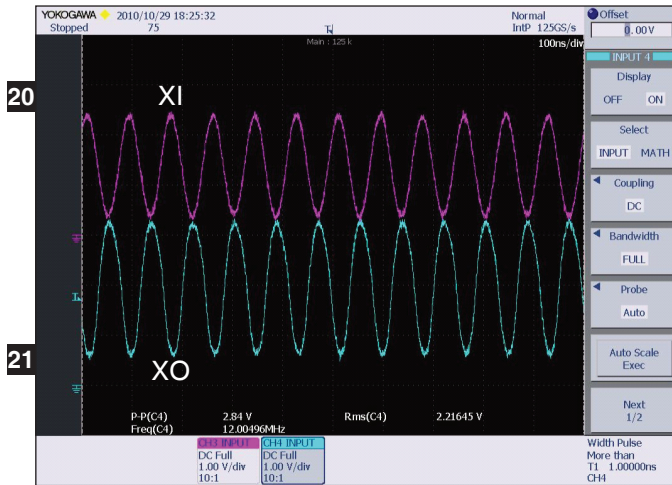 YOKOGAWA 2010/10/29 18:25:32 Normal
Stopped 75 IntP 125GS/s
Main : 125 k 100ns/div
Offset
0.00 V
INPUT 4
Display
OFF ON
Select
INPUT MATH
Coupling
DC
Bandwidth
FULL
Probe
Auto
Auto Scale
Exec
Next
1/2
20
XI
21
XO
P-P(C4) 2.84 V Rms(C4) 2.21645 V
Freq(C4) 12.00496MHz
CH3 INPUT CH4 INPUT
DC Full DC Full
1.00 V/div 1.00 V/div
10:1 10:1
Width Pulse
More than
T1 1.00000ns
CH4